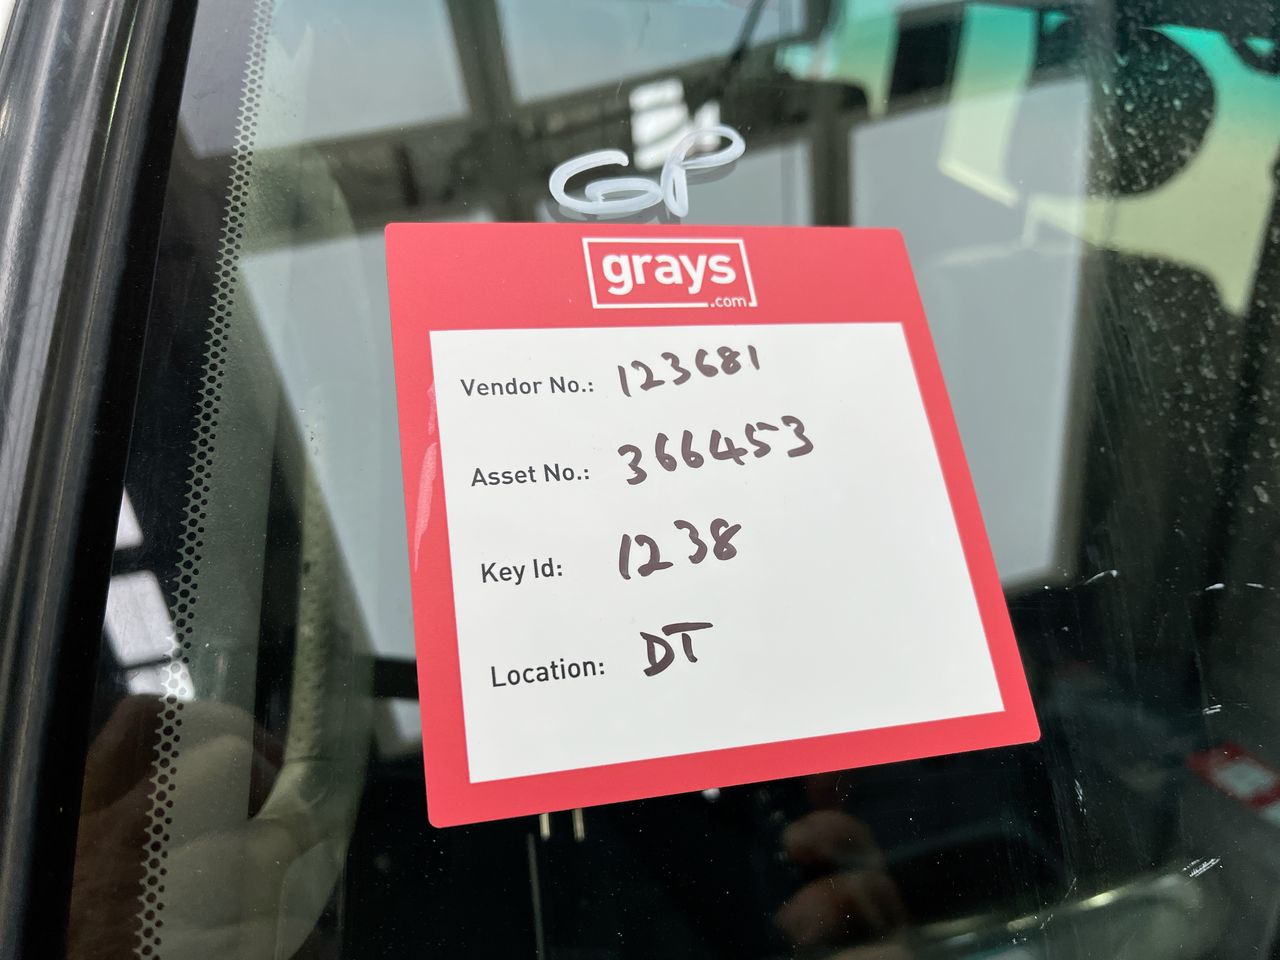 GP
grays
.com
Vendor No.: 123681
Asset No.: 366453
Key Id: 1238
Location: DT